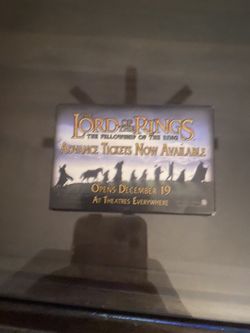 THE LORD OF THE RINGS
THE FELLOWSHIP OF THE RING
ADVANCE TICKETS NOW AVAILABLE
OPENS DECEMBER 19
AT THEATRES EVERYWHERE